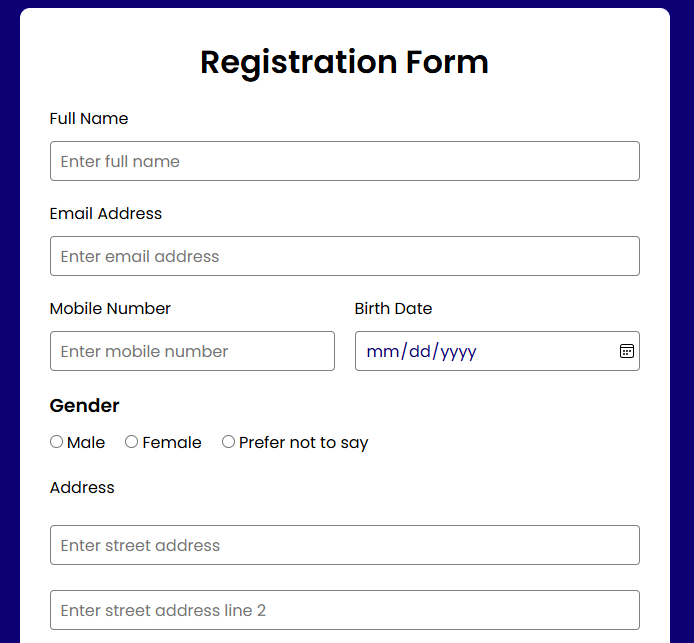 Registration Form
Full Name
Enter full name
Email Address
Enter email address
Mobile Number Birth Date
Enter mobile number mm/dd/yyyy
Gender
Male Female Prefer not to say
Address
Enter street address
Enter street address line 2